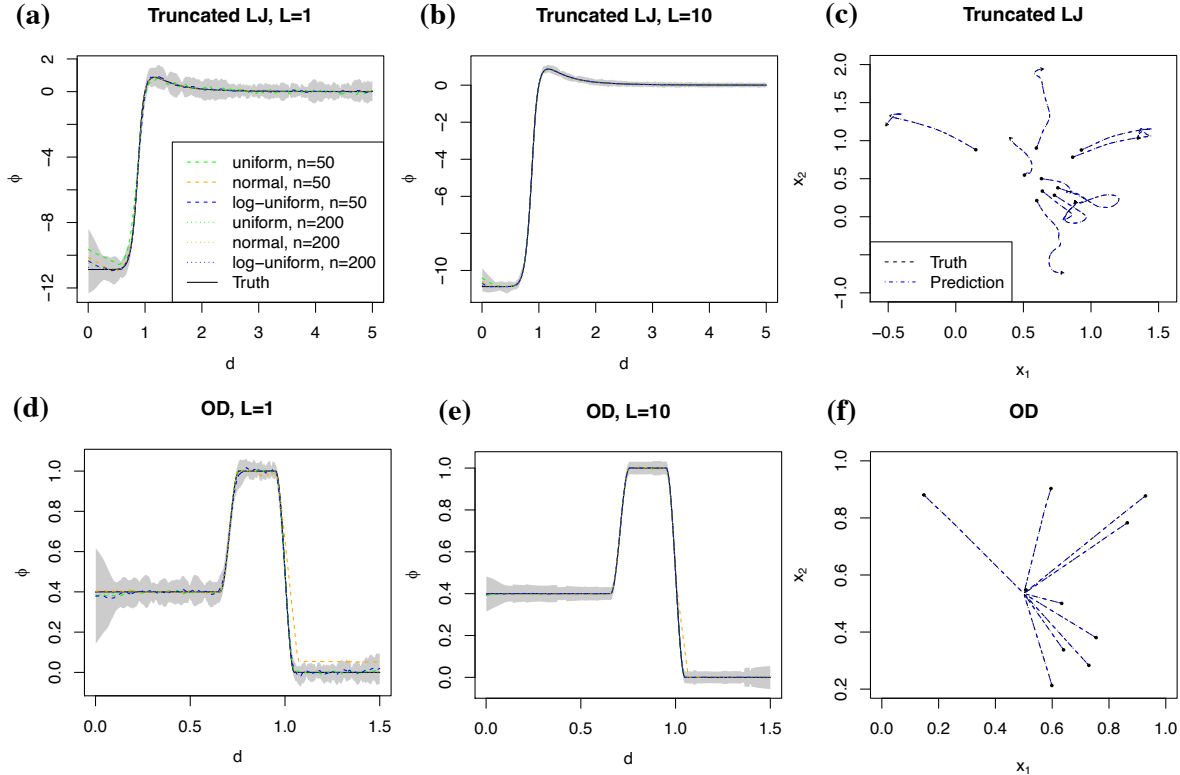 (a) Truncated LJ, L=1
2
0
−4
−8
−12
ϕ
uniform, n=50
normal, n=50
log−uniform, n=50
uniform, n=200
normal, n=200
log−uniform, n=200
Truth
0 1 2 3 4 5
d
(b) Truncated LJ, L=10
0
−2
−4
−6
−8
−10
ϕ
0 1 2 3 4 5
d
(c) Truncated LJ
2.0
1.5
1.0
0.5
0.0
−1.0
x2
Truth
Prediction
−0.5 0.0 0.5 1.0 1.5
x1
(d) OD, L=1
1.0
0.8
0.6
0.4
0.2
0.0
ϕ
0.0 0.5 1.0 1.5
d
(e) OD, L=10
1.0
0.8
0.6
0.4
0.2
0.0
ϕ
0.0 0.5 1.0 1.5
d
(f) OD
1.0
0.8
0.6
0.4
0.2
x2
0.0 0.2 0.4 0.6 0.8 1.0
x1